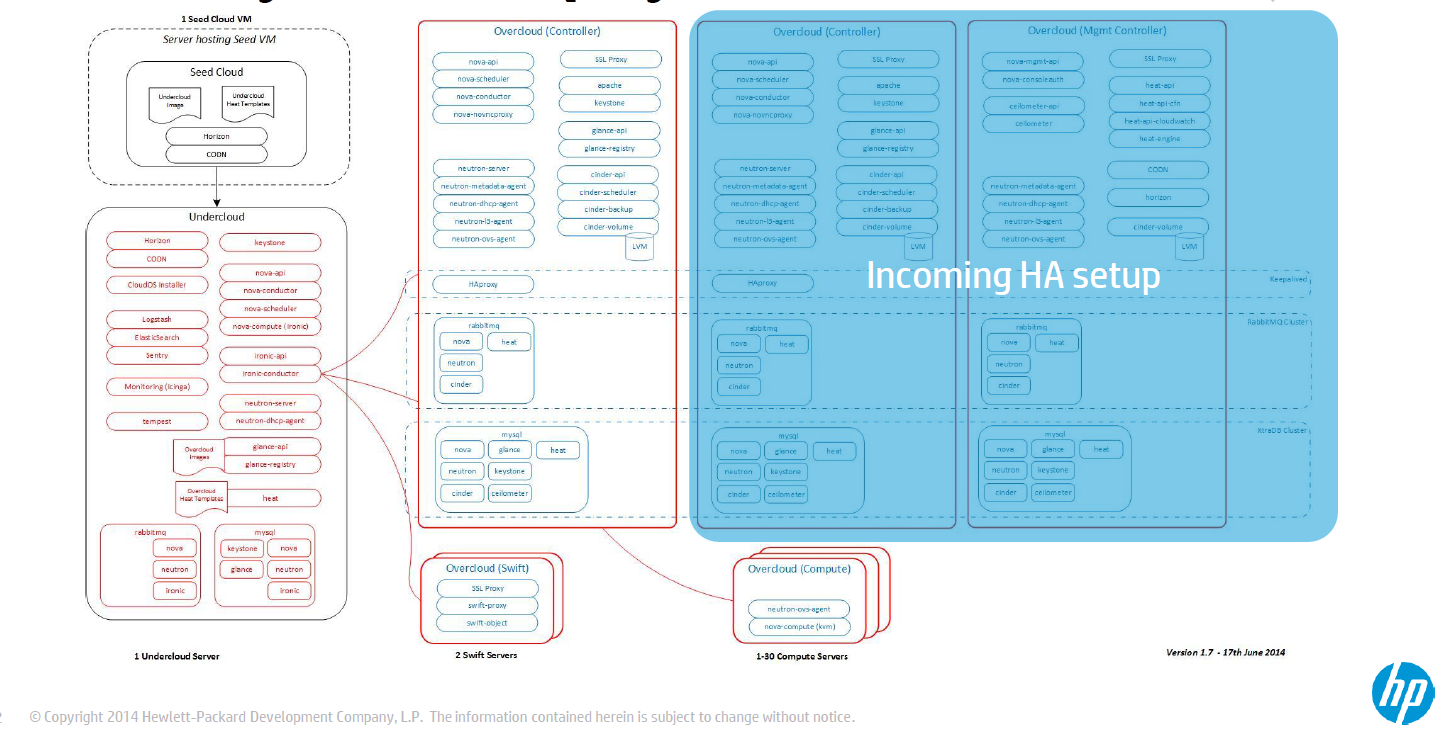 1 Seed Cloud VM
Server hosting Seed VM
Seed Cloud
Undercloud
Image
Undercloud
Heat Templates
Horizon
CODN
Undercloud
Horizon
CODN
CloudOS Installer
Logstash
ElasticSearch
Sentry
Monitoring (Icinga)
tempest
keystone
nova-api
nova-conductor
nova-scheduler
nova-compute (ironic)
ironic-api
ironic-conductor
neutron-server
neutron-dhcp-agent
Overcloud
Images
glance-api
glance-registry
Overcloud
Heat Templates
heat
rabbitmq
nova
neutron
ironic
mysql
keystone nova
glance neutron
ironic
1 Undercloud Server
Overcloud (Controller)
nova-api
nova-scheduler
nova-conductor
nova-novncproxy
neutron-server
neutron-metadata-agent
neutron-dhcp-agent
neutron-l3-agent
neutron-ovs-agent
SSL Proxy
apache
keystone
glance-api
glance-registry
cinder-api
cinder-scheduler
cinder-backup
cinder-volume
LVM
HAproxy
rabbitmq
nova heat
neutron
cinder
mysql
nova glance heat
neutron keystone
cinder ceilometer
Overcloud (Controller)
nova-api
nova-scheduler
nova-conductor
nova-novncproxy
neutron-server
neutron-metadata-agent
neutron-dhcp-agent
neutron-l3-agent
neutron-ovs-agent
SSL Proxy
apache
keystone
glance-api
glance-registry
cinder-api
cinder-scheduler
cinder-backup
cinder-volume
LVM
HAproxy
rabbitmq
nova heat
neutron
cinder
mysql
nova glance heat
neutron keystone
cinder ceilometer
Overcloud (Mgmt Controller)
nova-mgmt-api
nova-consoleauth
ceilometer-api
ceilometer
neutron-metadata-agent
neutron-dhcp-agent
neutron-l3-agent
neutron-ovs-agent
SSL Proxy
heat-api
heat-api-cfn
heat-api-cloudwatch
heat-engine
CODN
horizon
cinder-volume
LVM
rabbitmq
nova heat
neutron
cinder
mysql
nova glance heat
neutron keystone
cinder ceilometer
Incoming HA setup
Keepalived
RabbitMQ Cluster
XtraDB Cluster
Overcloud (Swift)
SSL Proxy
swift-proxy
swift-object
2 Swift Servers
Overcloud (Compute)
neutron-ovs-agent
nova-compute (kvm)
1-30 Compute Servers
Version 1.7 - 17th June 2014
© Copyright 2014 Hewlett-Packard Development Company, L.P. The information contained herein is subject to change without notice.
hp